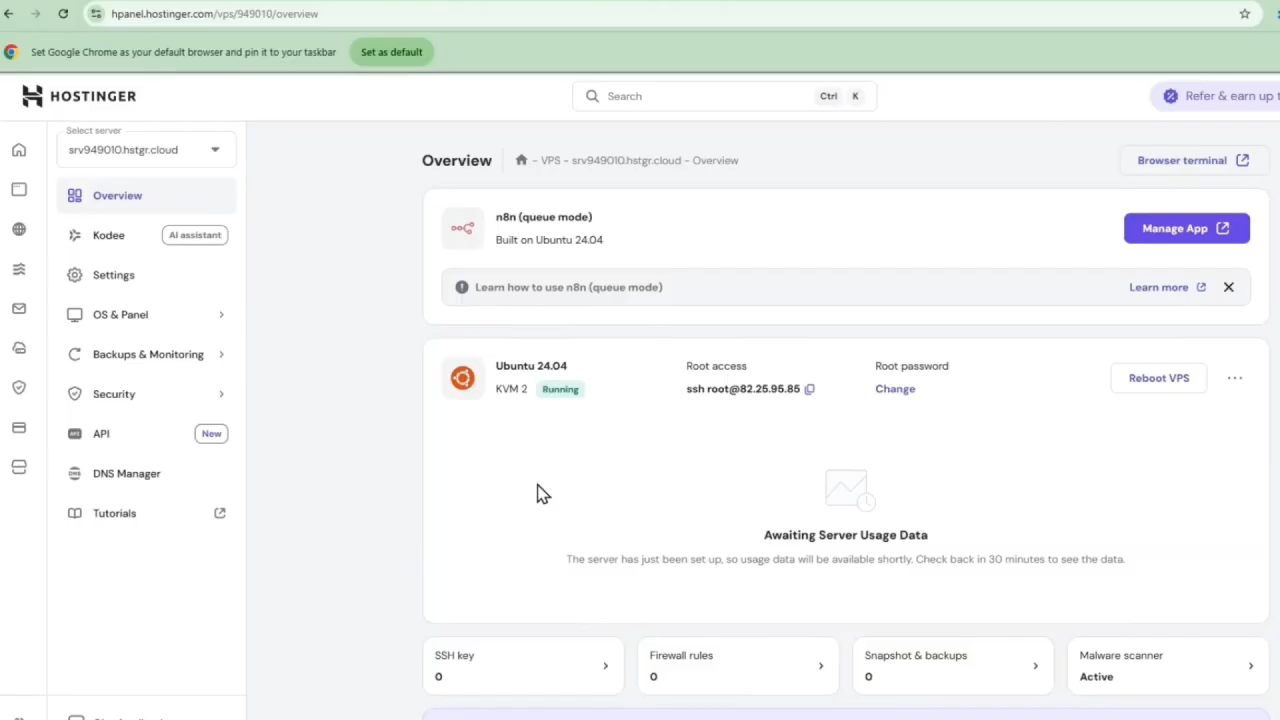 hpanel.hostinger.com/vps/949010/overview
Set Google Chrome as your default browser and pin it to your taskbar
Set as default
HOSTINGER
Search
Ctrl
K
Refer & earn up t
Select server
srv949010.hstgr.cloud
Overview
Kodee
AI assistant
Settings
OS & Panel
Backups & Monitoring
Security
API
New
DNS Manager
Tutorials
Overview
- VPS - srv949010.hstgr.cloud - Overview
Browser terminal
n8n (queue mode)
Built on Ubuntu 24.04
Manage App
Learn how to use n8n (queue mode)
Learn more
Ubuntu 24.04
KVM 2
Running
Root access
ssh root@82.25.95.85
Root password
Change
Reboot VPS
Awaiting Server Usage Data
The server has just been set up, so usage data will be available shortly. Check back in 30 minutes to see the data.
SSH key
0
Firewall rules
0
Snapshot & backups
0
Malware scanner
Active